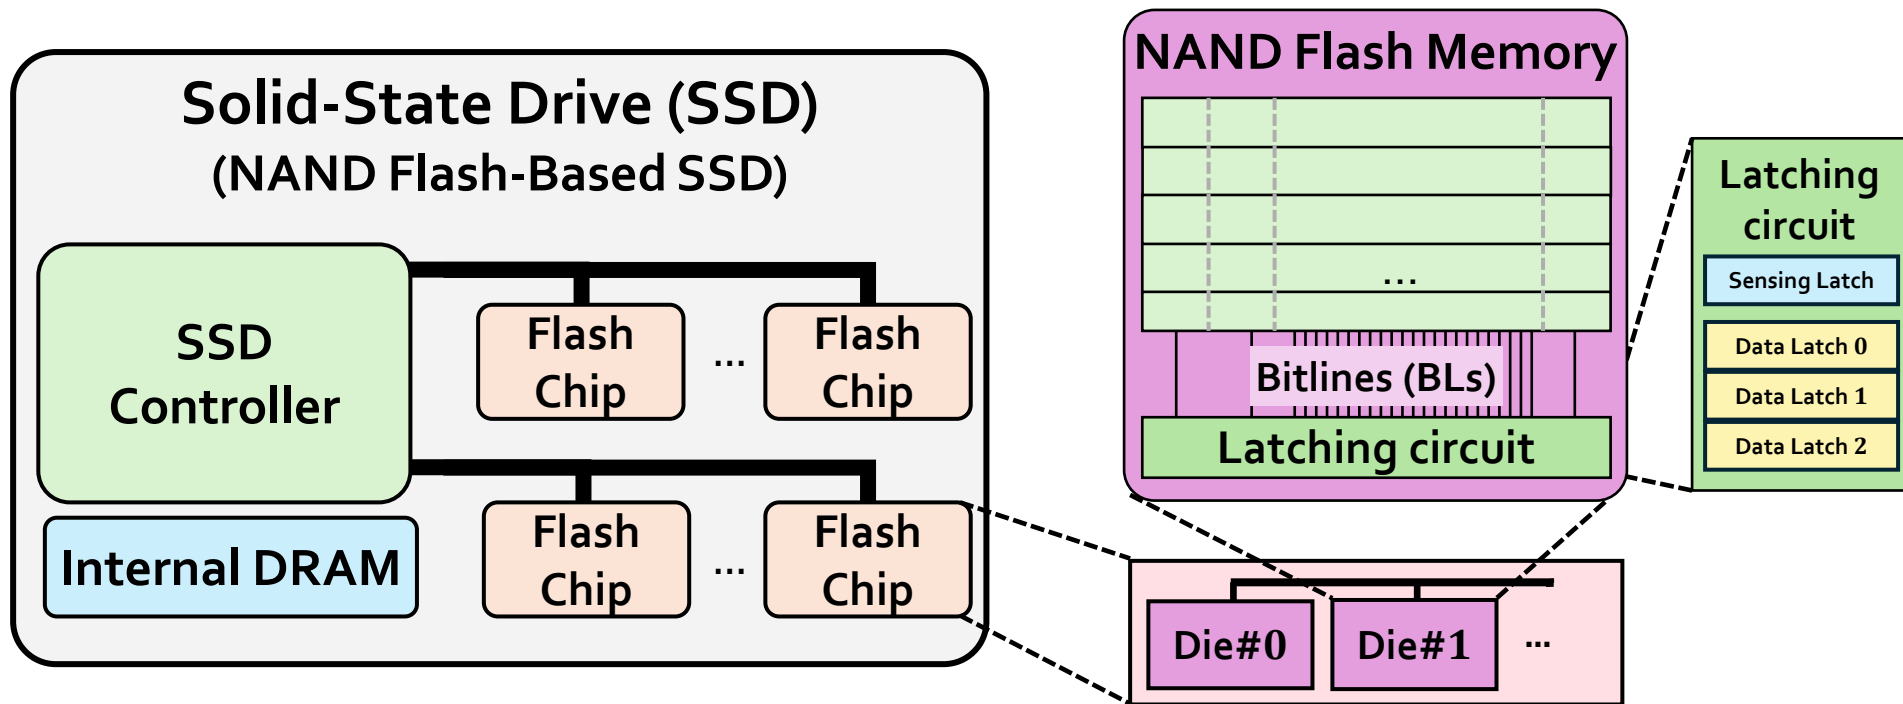 Solid-State Drive (SSD)
(NAND Flash-Based SSD)
SSD
Controller
Internal DRAM
Flash
Chip
...
Flash
Chip
Flash
Chip
...
Flash
Chip
NAND Flash Memory
...
Bitlines (BLs)
Latching circuit
Die#0
Die#1
...
Latching
circuit
Sensing Latch
Data Latch 0
Data Latch 1
Data Latch 2